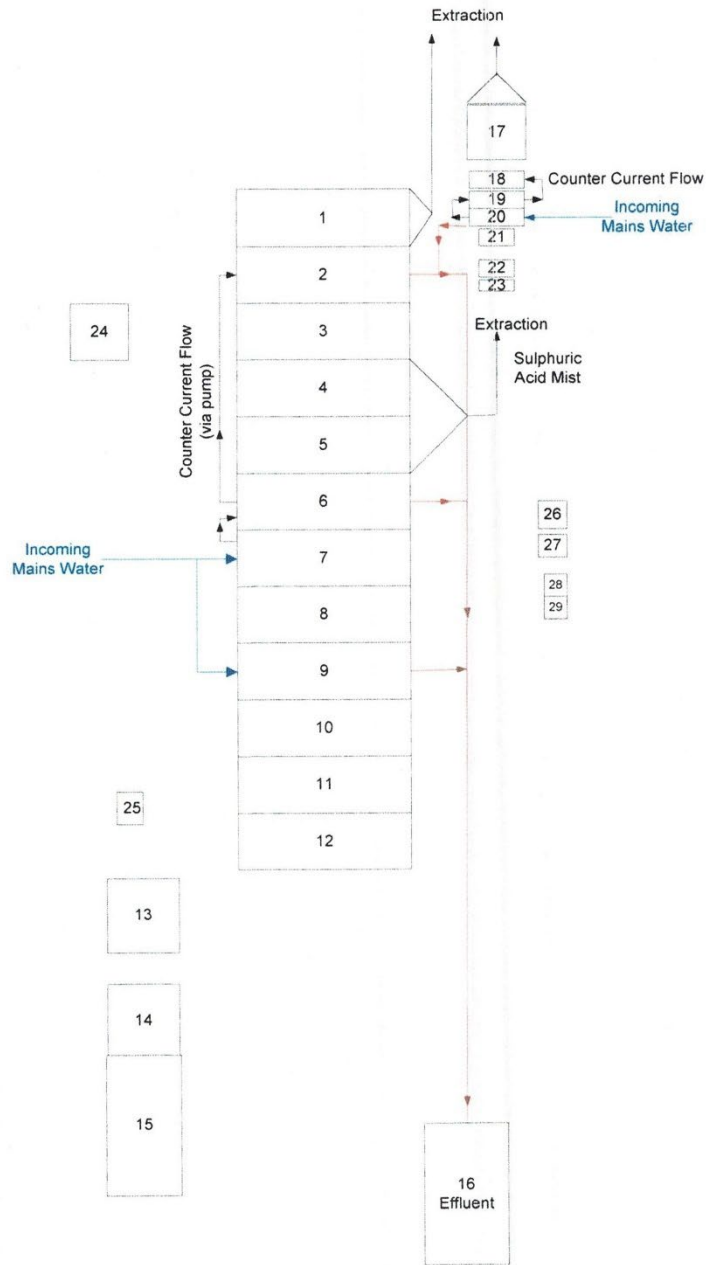 Extraction
17
18
Counter Current Flow
19
1
20
Incoming
Mains Water
21
2
22
23
24
3
Extraction
Sulphuric
Acid Mist
4
Counter Current Flow
(via pump)
5
6
26
27
Incoming
Mains Water
7
8
28
29
9
10
25
11
12
13
14
15
16
Effluent